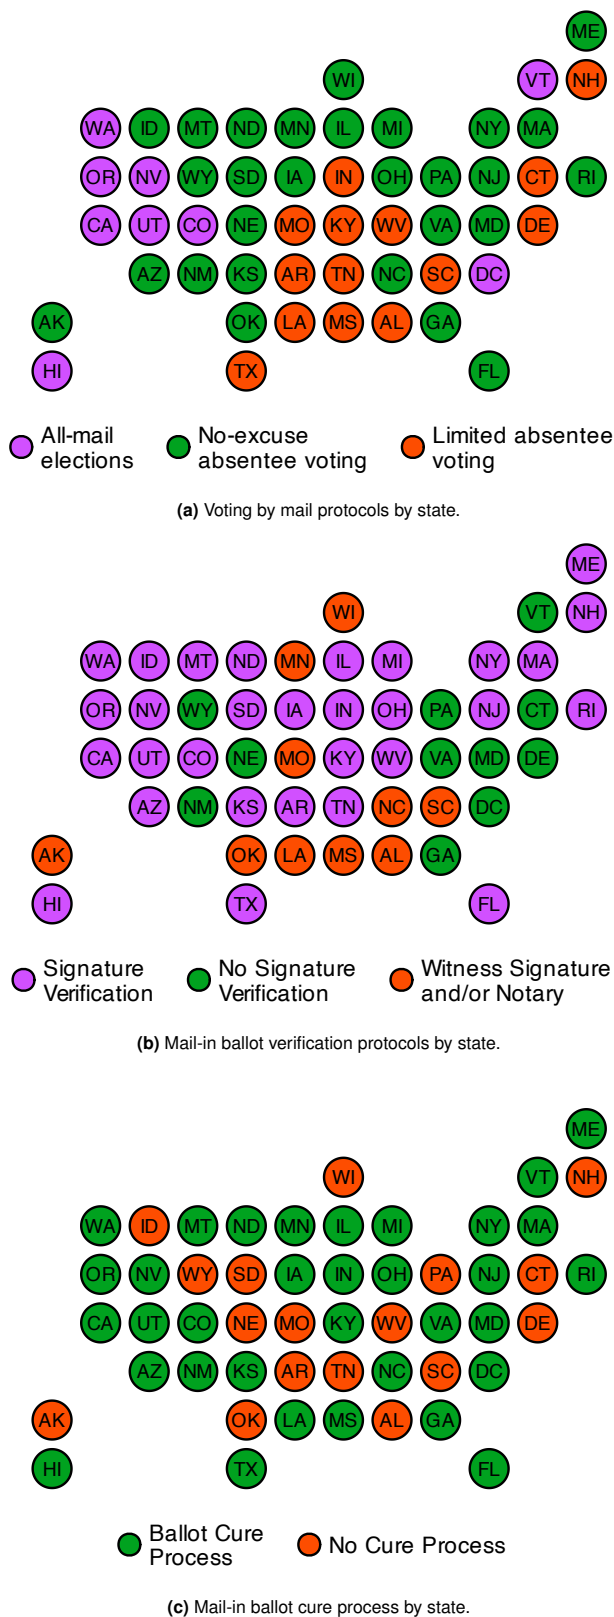 ME
WI VT NH
WA ID MT ND MN IL MI NY MA
OR NV WY SD IA IN OH PA NJ CT RI
CA UT CO NE MO KY WV VA MD DE
AZ NM KS AR TN NC SC DC
AK OK LA MS AL GA
HI TX FL
All-mail No-excuse Limited absentee
elections absentee voting voting
(a) Voting by mail protocols by state.
ME
WI VT NH
WA ID MT ND MN IL MI NY MA
OR NV WY SD IA IN OH PA NJ CT RI
CA UT CO NE MO KY WV VA MD DE
AZ NM KS AR TN NC SC DC
AK OK LA MS AL GA
HI TX FL
Signature No Signature Witness Signature
Verification Verification and/or Notary
(b) Mail-in ballot verification protocols by state.
ME
WI VT NH
WA ID MT ND MN IL MI NY MA
OR NV WY SD IA IN OH PA NJ CT RI
CA UT CO NE MO KY WV VA MD DE
AZ NM KS AR TN NC SC DC
AK OK LA MS AL GA
HI TX FL
Ballot Cure No Cure Process
Process
(c) Mail-in ballot cure process by state.